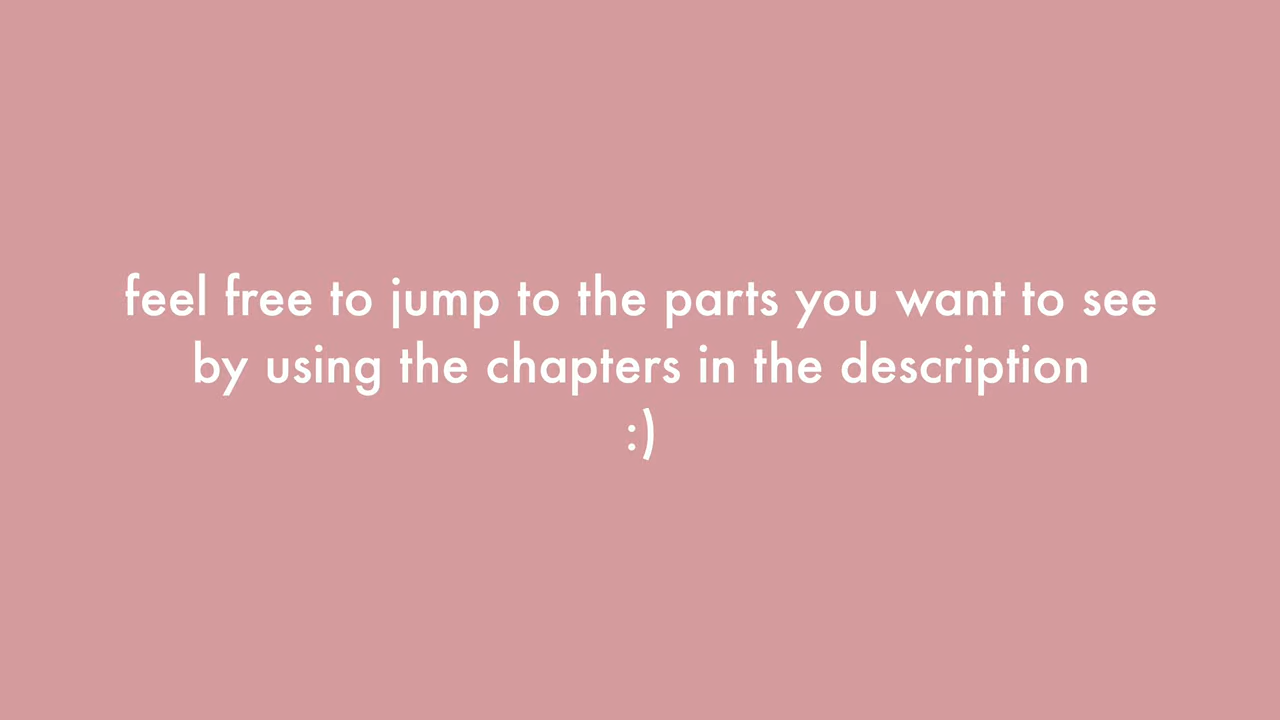 feel free to jump to the parts you want to see
by using the chapters in the description
:)